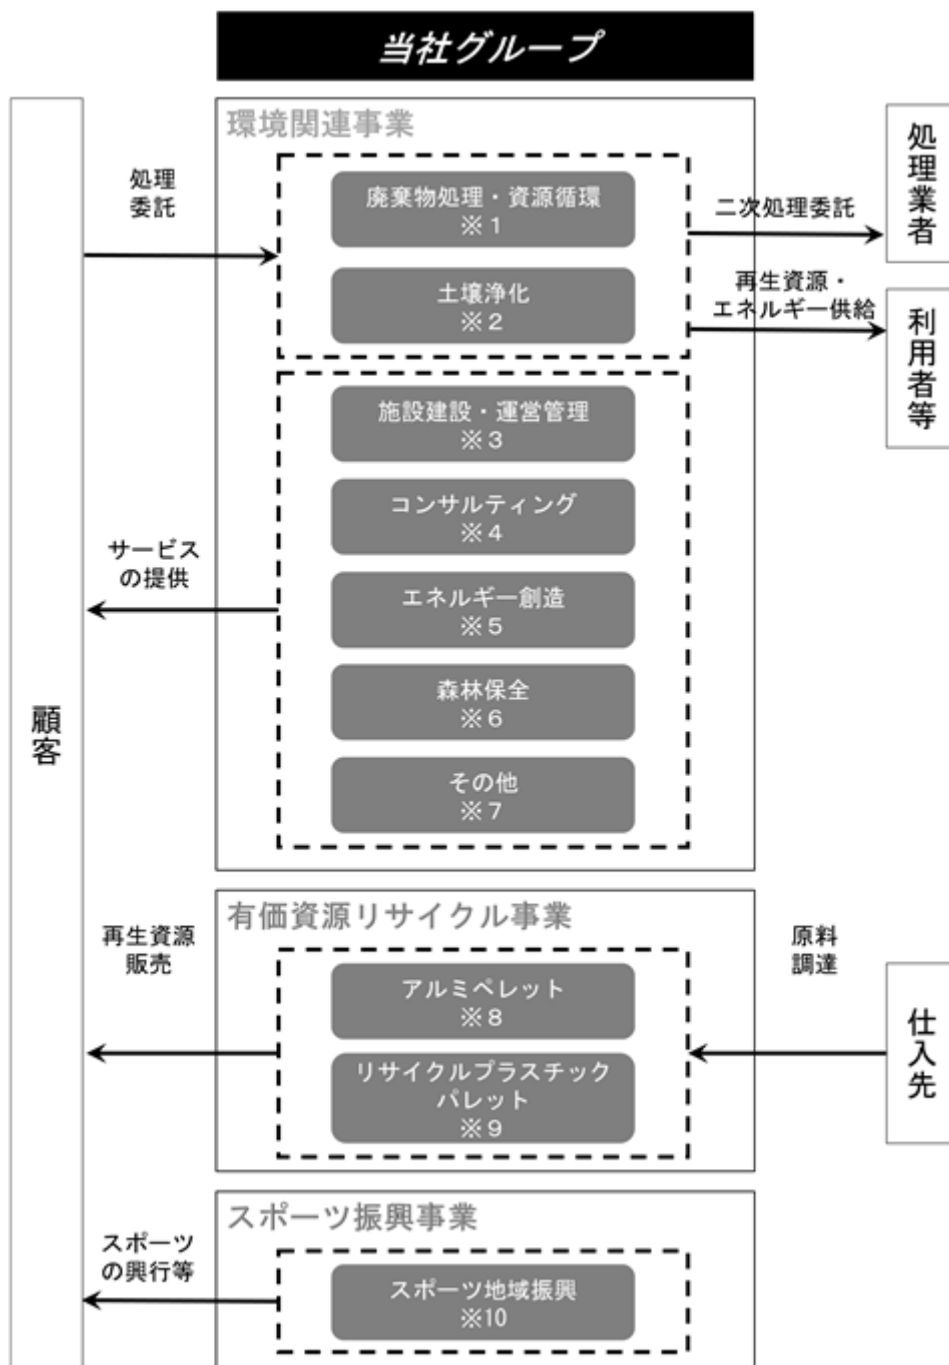 当社グループ
環境関連事業
処理
委託
廃棄物処理・資源循環
※１
土壌浄化
※２
二次処理委託
処理業者
再生資源・
エネルギー供給
利用者等
施設建設・運営管理
※３
コンサルティング
※４
エネルギー創造
※５
森林保全
※６
その他
※７
サービス
の提供
顧客
有価資源リサイクル事業
再生資源
販売
アルミペレット
※８
リサイクルプラスチック
パレット
※９
原料
調達
仕入先
スポーツ振興事業
スポーツ
の興行等
スポーツ地域振興
※10